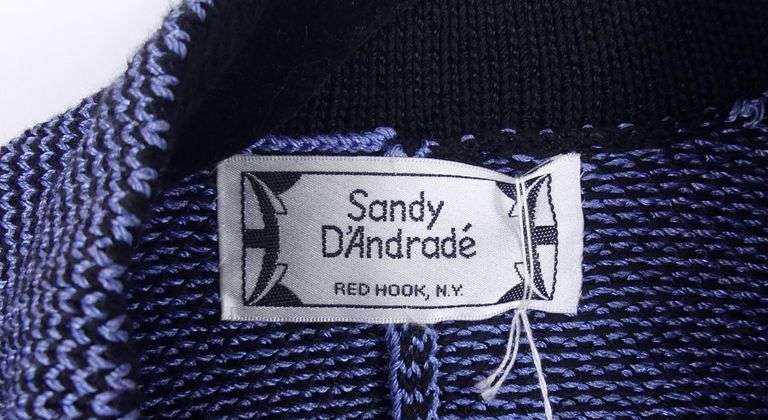 Sandy
D'Andradé
RED HOOK, N.Y.